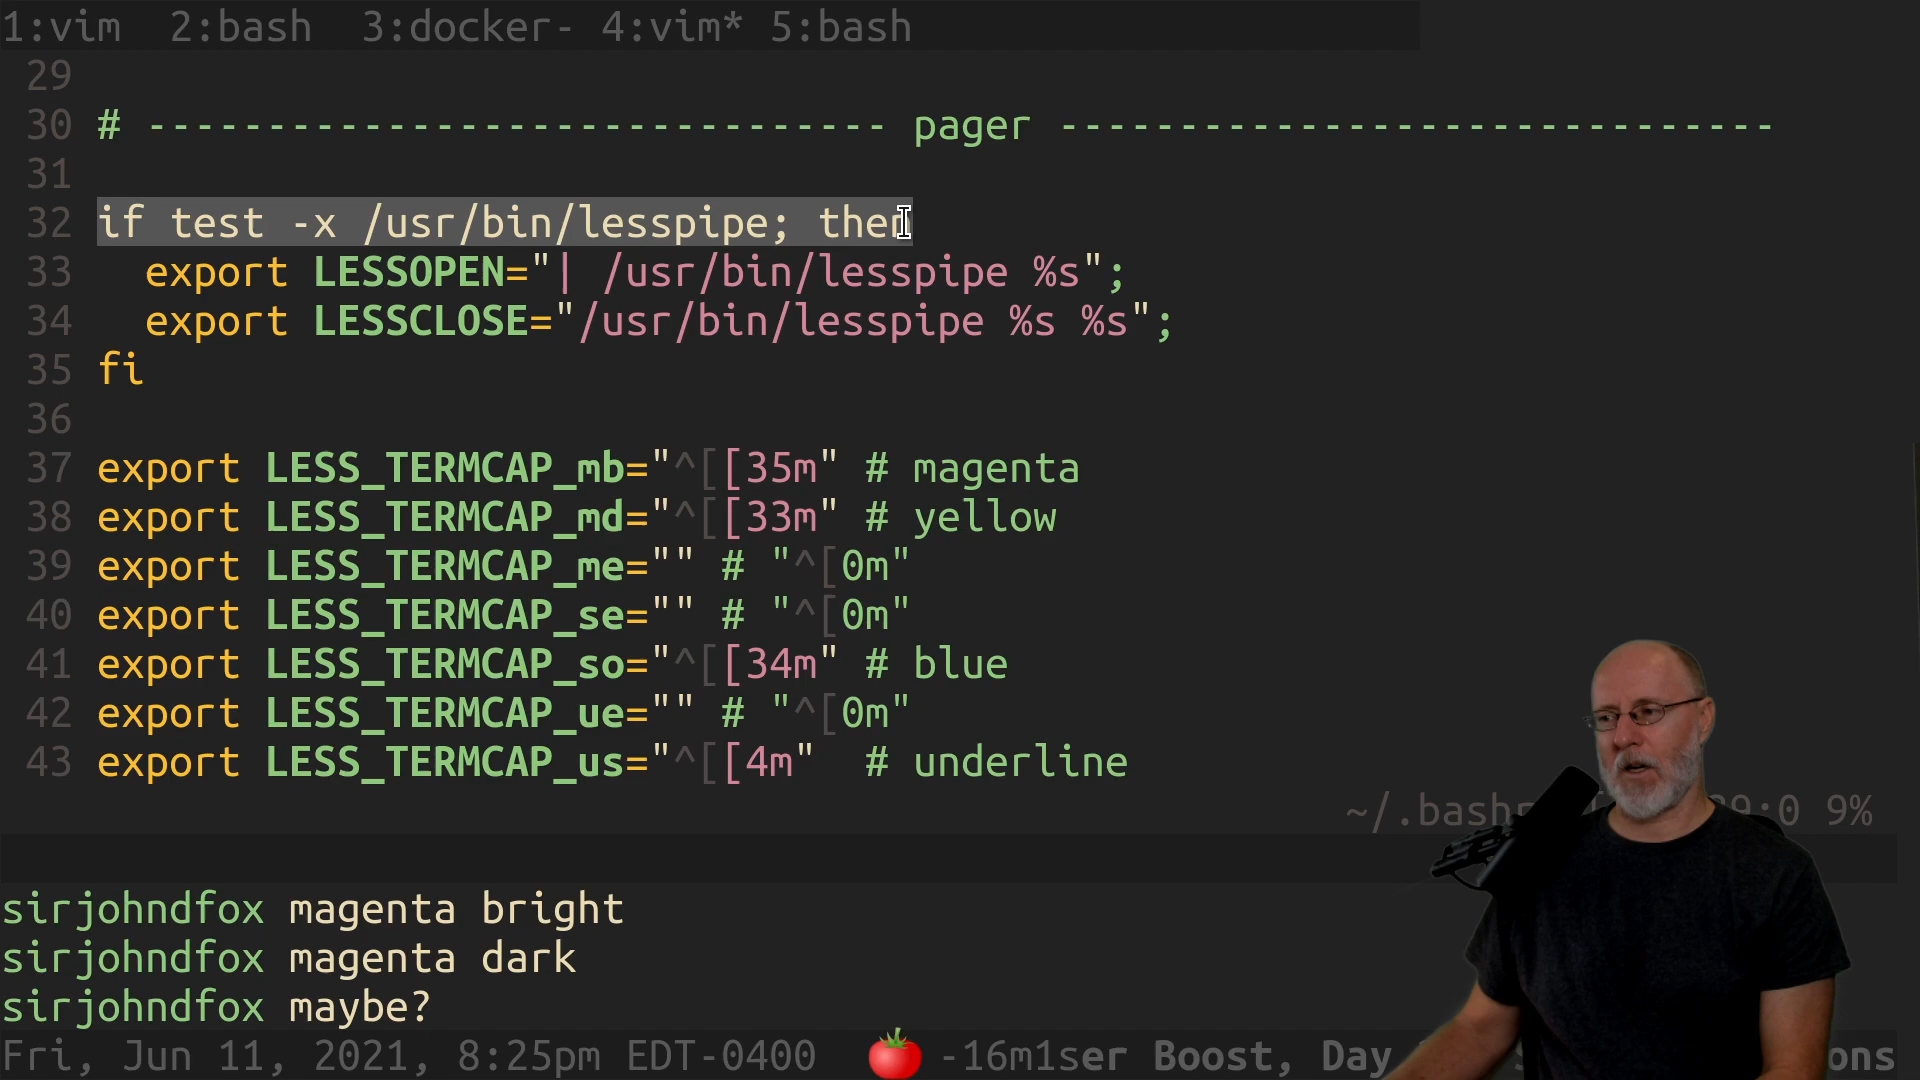 1:vim  2:bash  3:docker- 4:vim* 5:bash
29
30 # ------------------------------- pager ------------------------------
31
32 if test -x /usr/bin/lesspipe; then
33   export LESSOPEN="| /usr/bin/lesspipe %s";
34   export LESSCLOSE="/usr/bin/lesspipe %s %s";
35 fi
36
37 export LESS_TERMCAP_mb="^[[35m" # magenta
38 export LESS_TERMCAP_md="^[[33m" # yellow
39 export LESS_TERMCAP_me="" # "^[0m"
40 export LESS_TERMCAP_se="" # "^[0m"
41 export LESS_TERMCAP_so="^[[34m" # blue
42 export LESS_TERMCAP_ue="" # "^[0m"
43 export LESS_TERMCAP_us="^[[4m"  # underline
9%
sirjohndfox magenta bright
sirjohndfox magenta dark
sirjohndfox maybe?
Fri, Jun 11, 2021, 8:25pm EDT-0400 🍅 -16m1ser Boost, Day